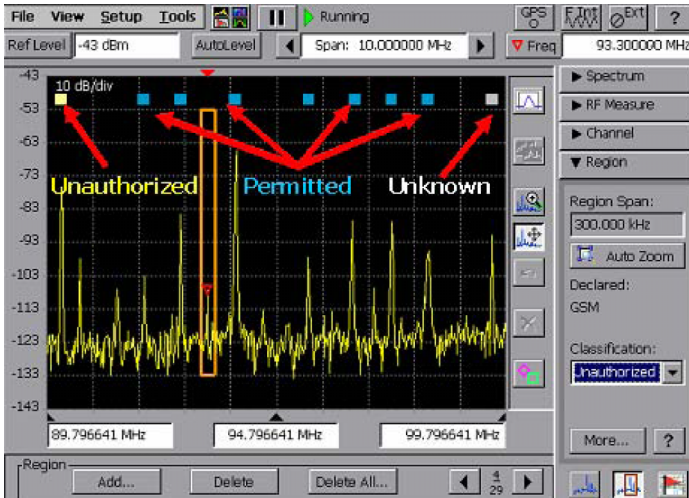 File View Setup Tools Running GPS F.Int Ext ?
Ref Level -43 dBm AutoLevel Span: 10.000000 MHz Freq 93.300000 MHz
-43
10 dB/div
-53
-63
-73
-83
-93
-103
-113
-123
-133
-143
Unauthorized Permitted Unknown
89.796641 MHz 94.796641 MHz 99.796641 MHz
Region
Add... Delete Delete All... 4
29
Spectrum
RF Measure
Channel
Region
Region Span:
300.000 kHz
Auto Zoom
Declared:
GSM
Classification:
Unauthorized
More... ?